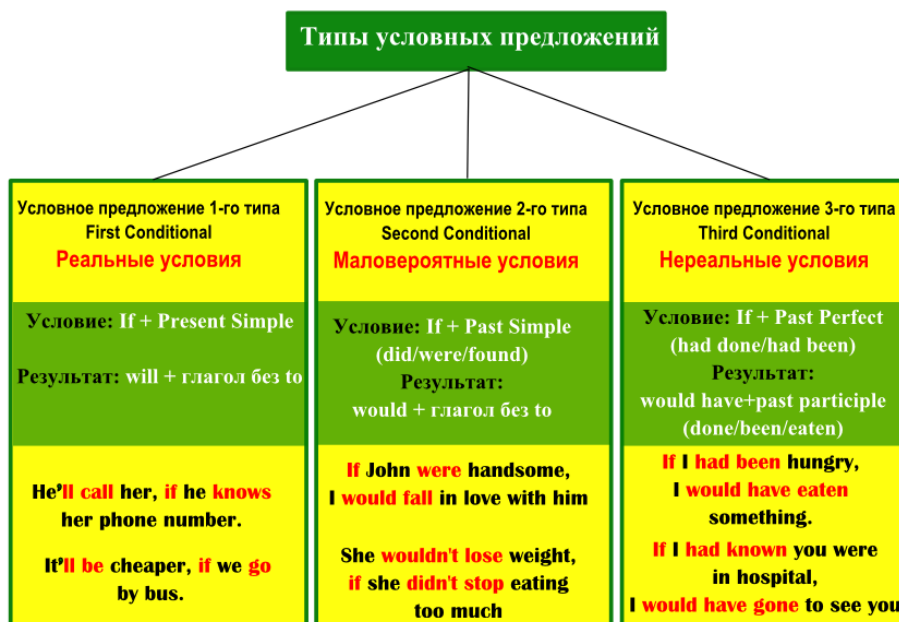 Типы условных предложений
Условное предложение 1-го типа
First Conditional
Реальные условия
Условие: If + Present Simple
Результат: will + глагол без to
He'll call her, if he knows
her phone number.
It'll be cheaper, if we go
by bus.
Условное предложение 2-го типа
Second Conditional
Маловероятные условия
Условие: If + Past Simple
(did/were/found)
Результат:
would + глагол без to
If John were handsome,
I would fall in love with him
She wouldn't lose weight,
if she didn't stop eating
too much
Условное предложение 3-го типа
Third Conditional
Нереальные условия
Условие: If + Past Perfect
(had done/had been)
Результат:
would have+past participle
(done/been/eaten)
If I had been hungry,
I would have eaten
something.
If I had known you were
in hospital,
I would have gone to see you